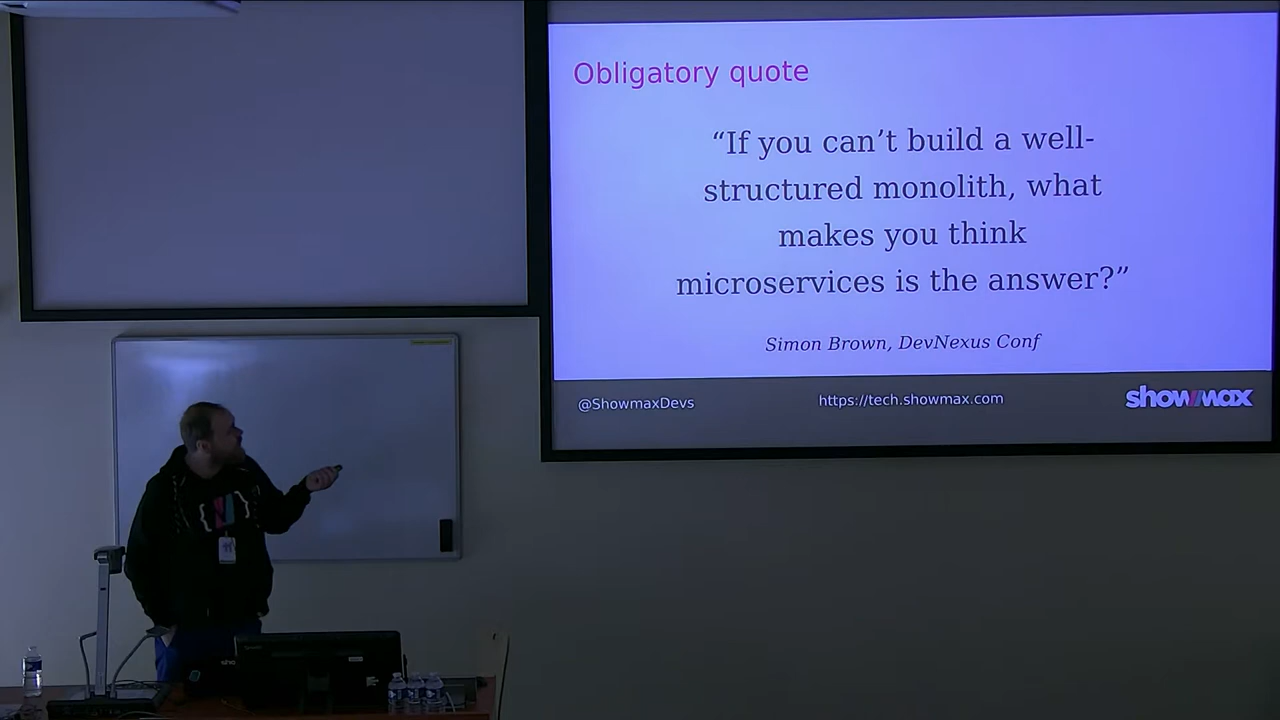 Obligatory quote
“If you can’t build a well-
structured monolith, what
makes you think
microservices is the answer?”
Simon Brown, DevNexus Conf
@ShowmaxDevs
https://tech.showmax.com
showmax